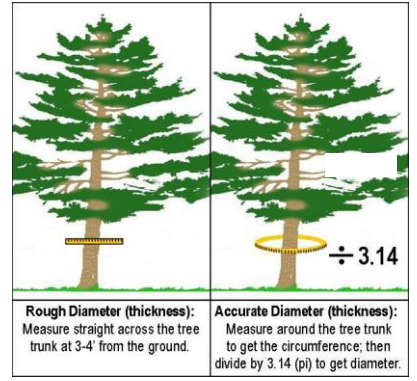 ÷ 3.14
Rough Diameter (thickness):
Measure straight across the tree
trunk at 3-4' from the ground.
Accurate Diameter (thickness):
Measure around the tree trunk
to get the circumference; then
divide by 3.14 (pi) to get diameter.